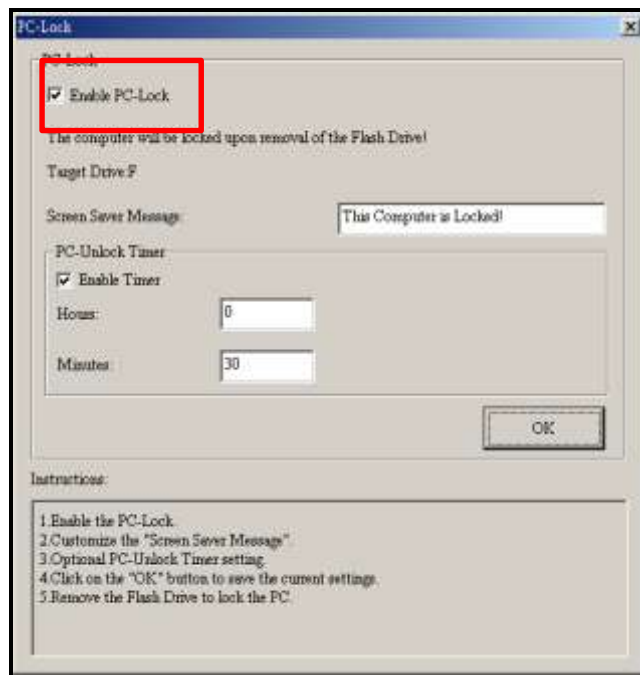 PC-Lock
PC-Lock
Enable PC-Lock
The computer will be locked upon removal of the Flash Drive!
Target Drive:F
Screen Saver Message:
This Computer is Locked!
PC-Unlock Timer
Enable Timer
Hours:
0
Minutes:
30
OK
Instructions:
1.Enable the PC-Lock.
2.Customize the "Screen Saver Message".
3.Optional PC-Unlock Timer setting.
4.Click on the "OK" button to save the current settings.
5.Remove the Flash Drive to lock the PC.